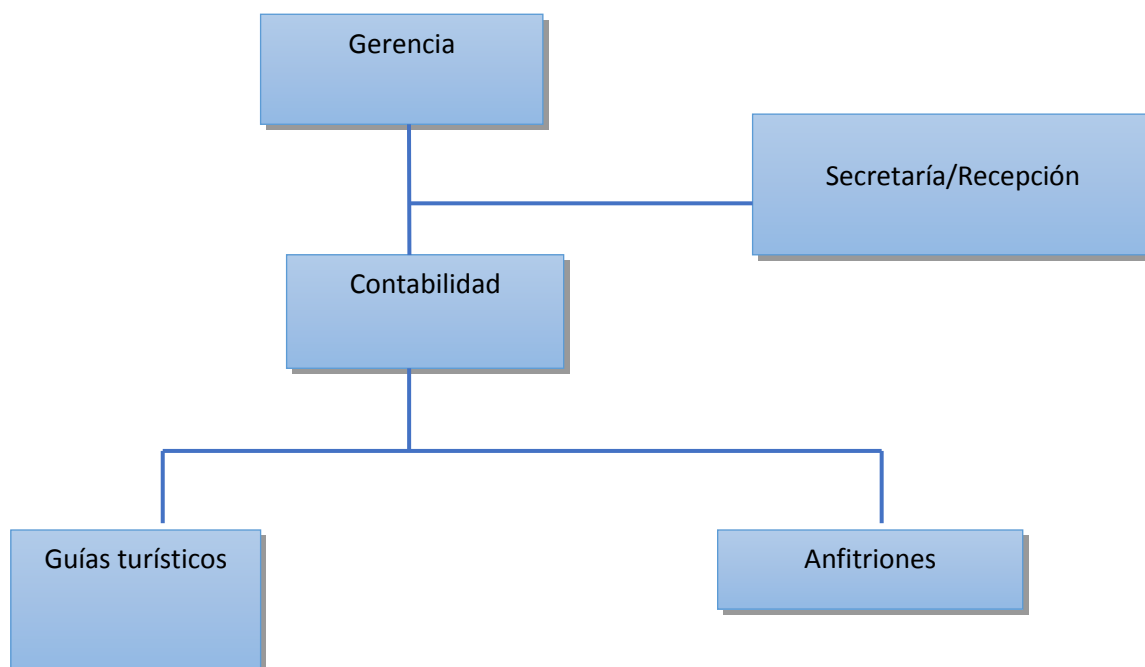 Gerencia
Secretaría/Recepción
Contabilidad
Guías turísticos
Anfitriones